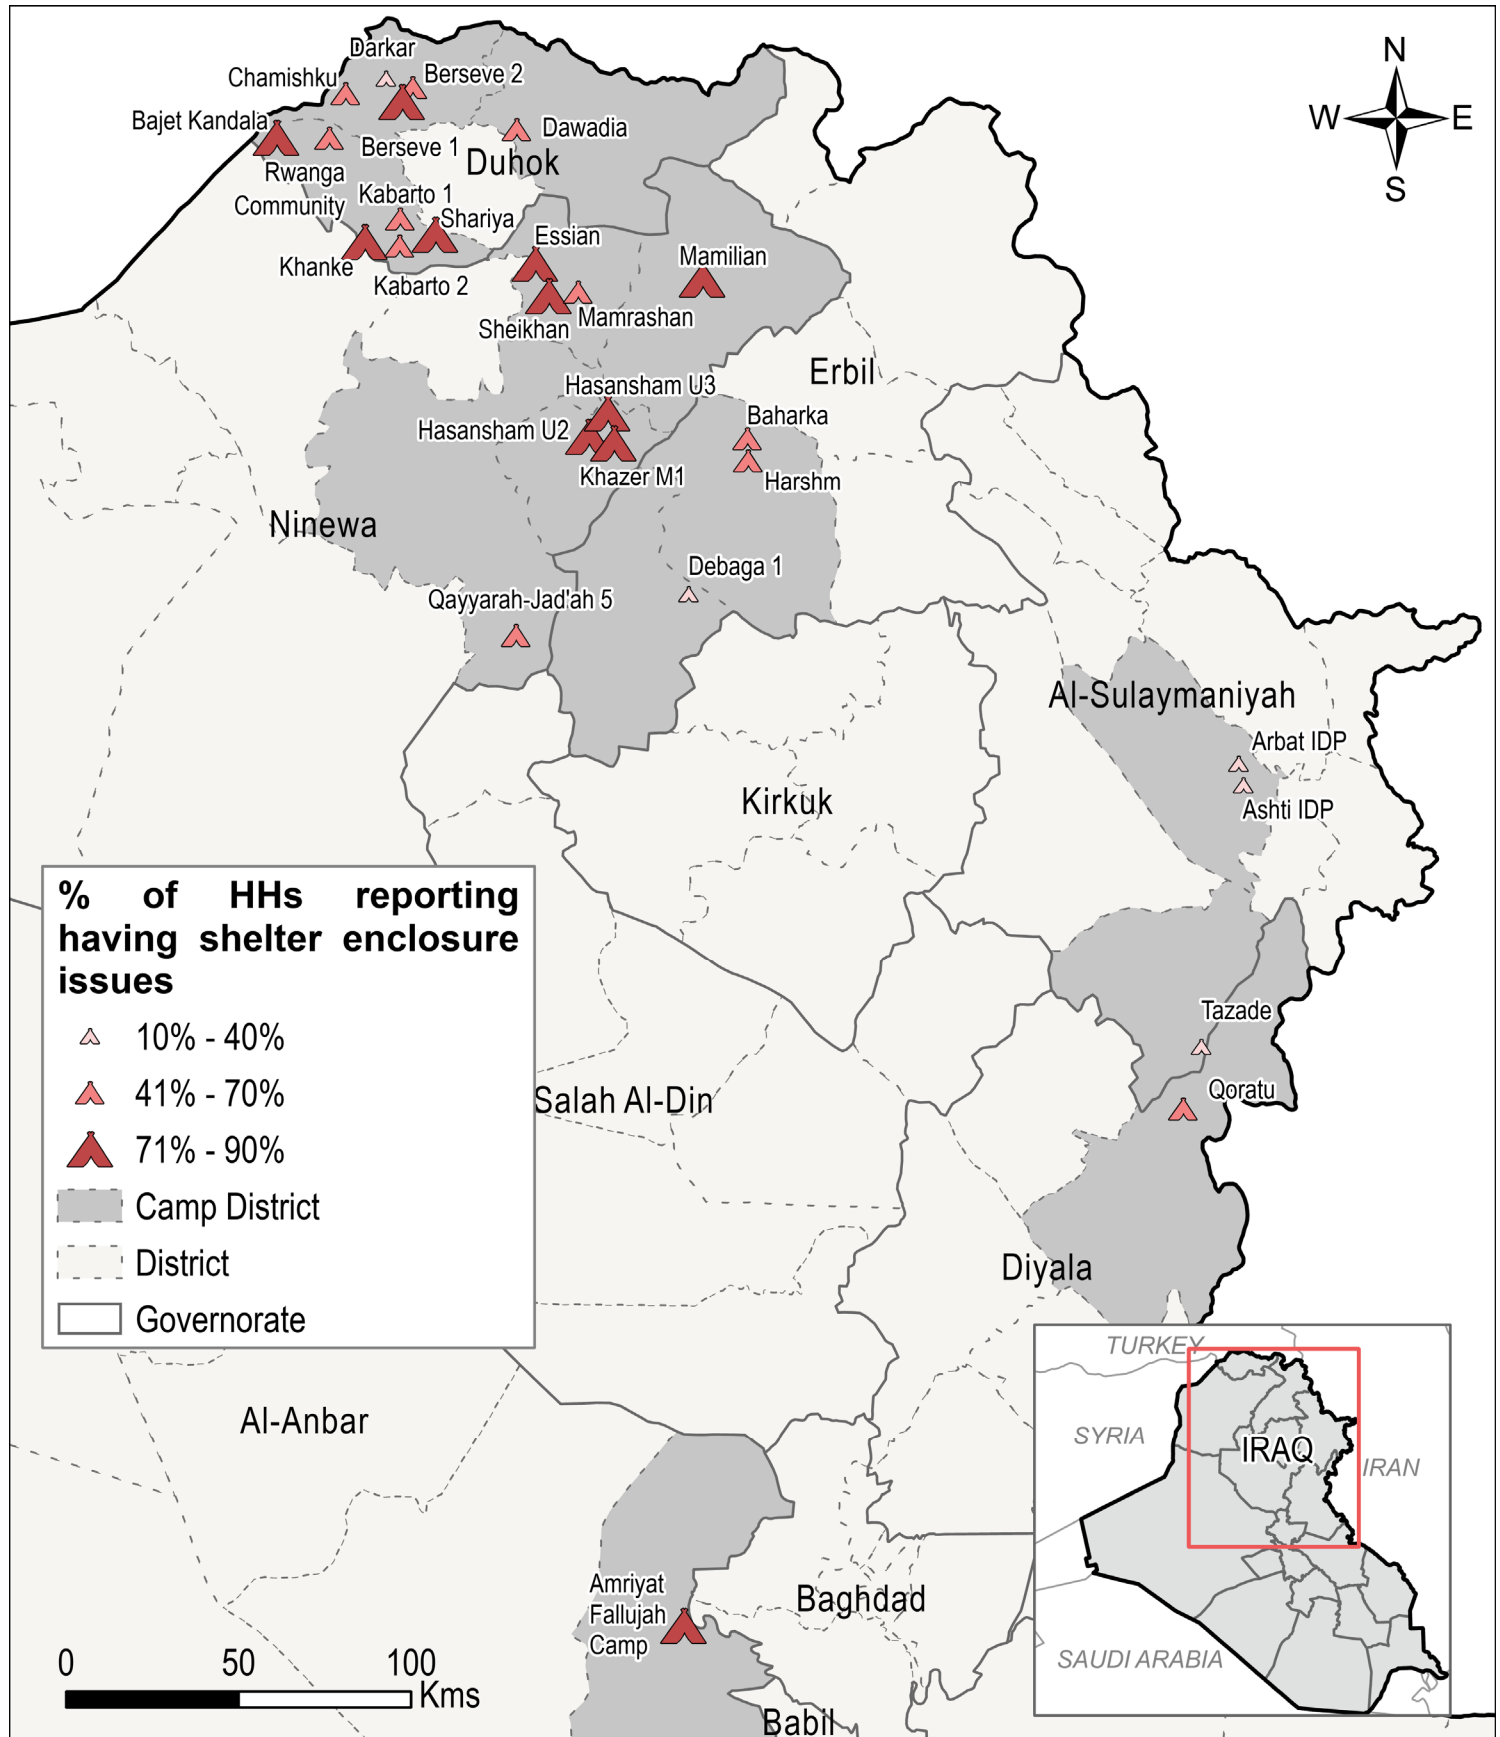 Darkar
N
Chamishku
Berseve 2
W
E
Bajet Kandala
Dawadia
Berseve 1
Duhok
Rwanga
Community
S
Kabarto 1
Shariya
Essian
Khanke
Mamilian
Kabarto 2
Sheikhan
Mamrashan
Erbil
Hasansham U3
Hasansham U2
Baharka
Khazer M1
Harshm
Ninewa
Debaga 1
Qayyarah-Jad'ah 5
Al-Sulaymaniyah
Arbat IDP
Kirkuk
Ashti IDP
% of HHs reporting
having shelter enclosure
issues
10% - 40%
41% - 70%
71% - 90%
Camp District
District
Governorate
Tazade
Qoratu
Salah Al-Din
Diyala
Al-Anbar
TURKEY
SYRIA
IRAQ
IRAN
SAUDI ARABIA
Amriyat
Fallujah
Camp
Baghdad
0 50 100
Kms
Babil